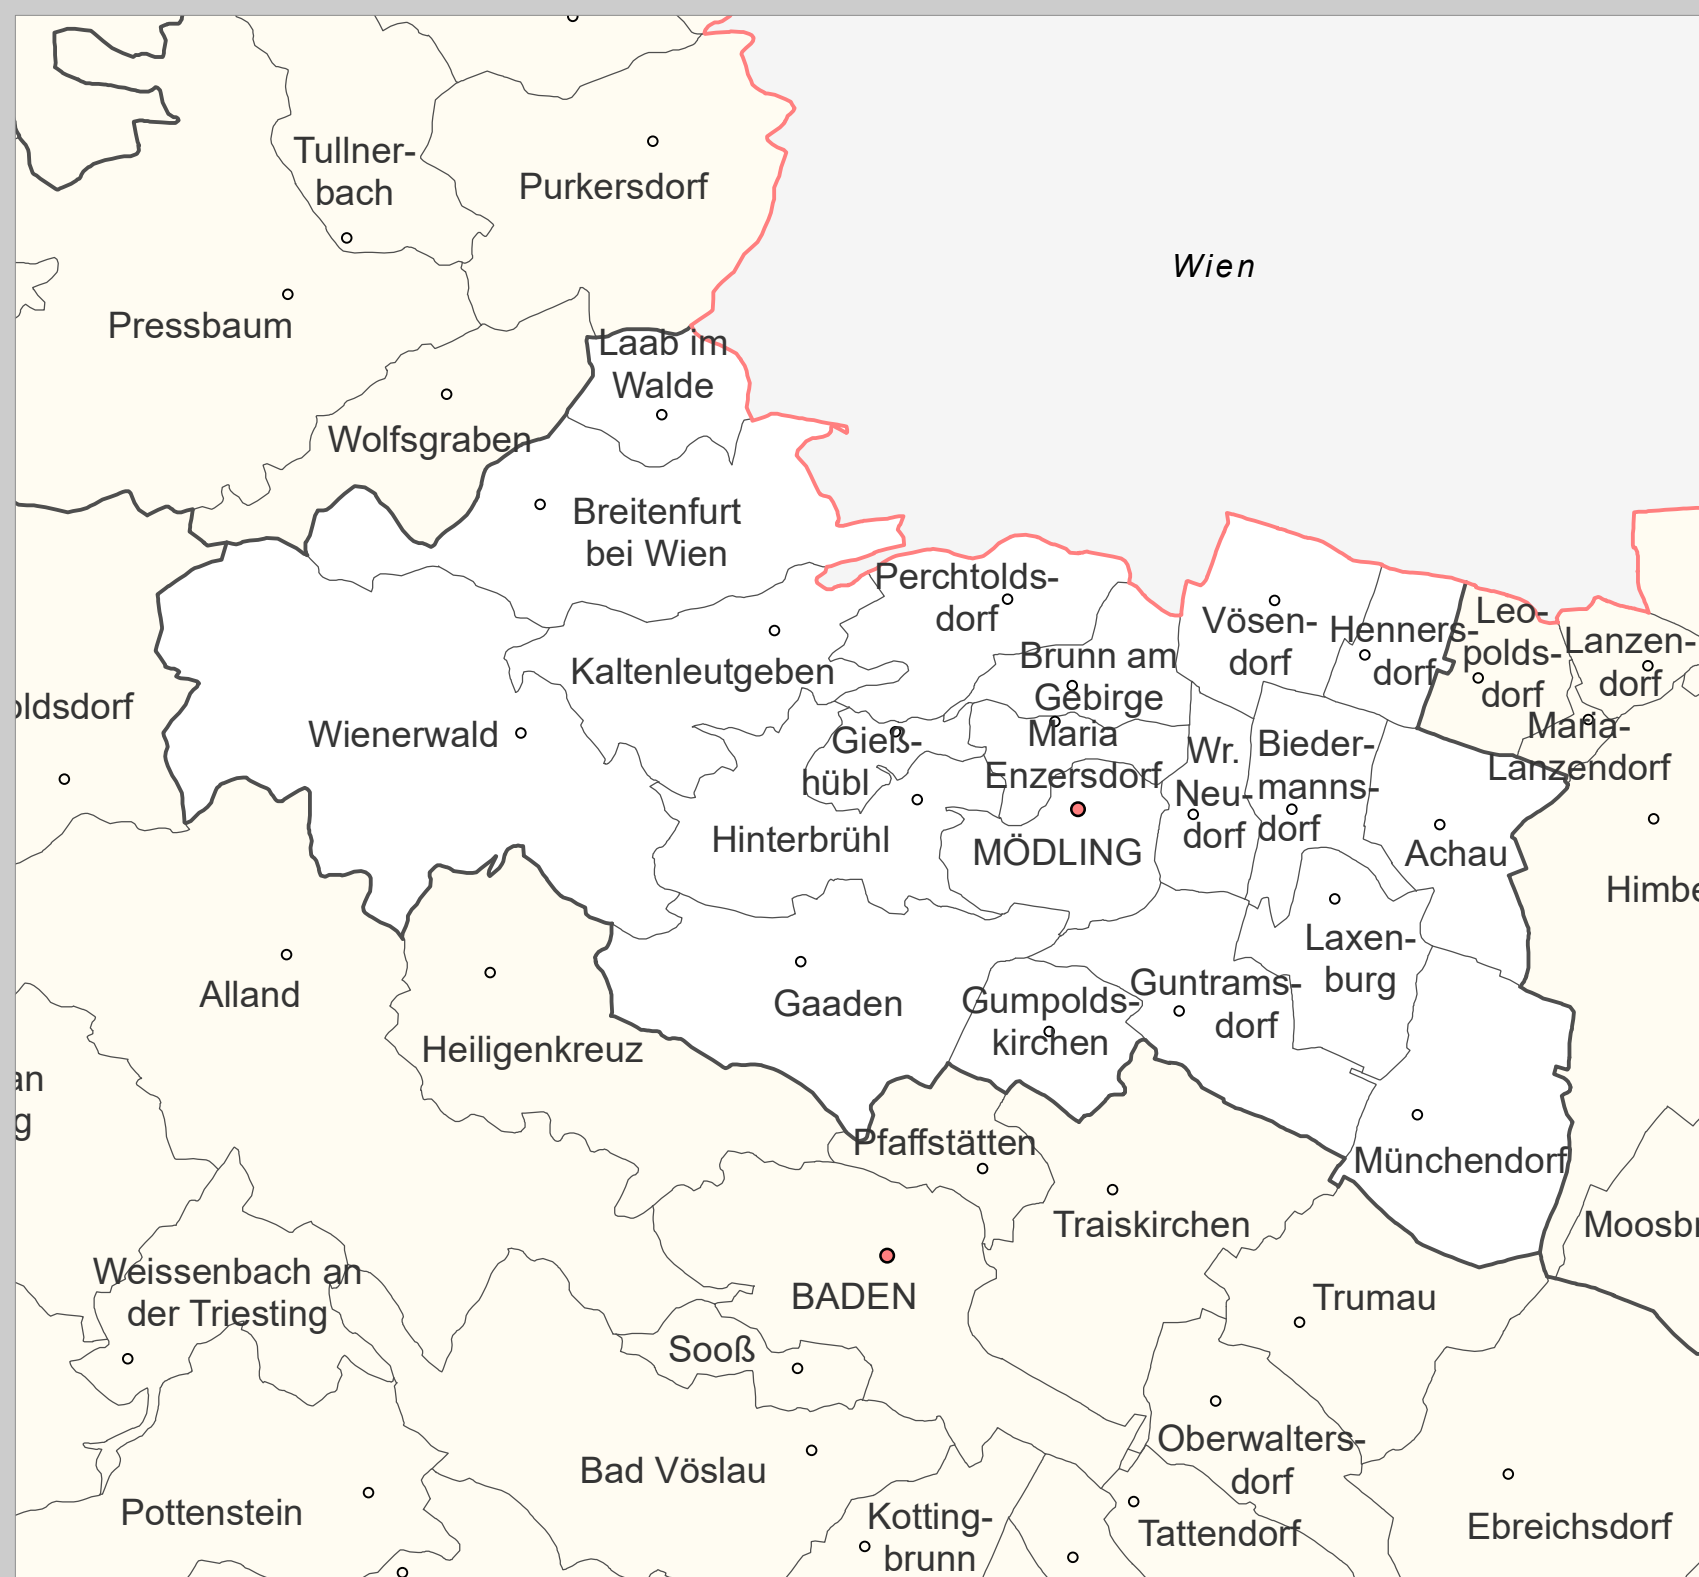 Tullner-
bach
Purkersdorf
Wien
Pressbaum
Laab im
Walde
Wolfsgraben
Breitenfurt
bei Wien
Perchtolds-
dorf
Vösen-
dorf
Henners-
dorf
Leo-
polds-
dorf
Lanzen-
dorf
Maria-
Lanzendorf
Kaltenleutgeben
Brunn am
Gebirge
oldsdorf
Wienerwald
Gieß-
hübl
Maria
Enzersdorf
Wr.
Neu-
dorf
Bieder-
manns-
dorf
Hinterbrühl
MÖDLING
Achau
Himbe
Laxen-
burg
Alland
Gaaden
Gumpolds-
kirchen
Guntrams-
dorf
Heiligenkreuz
an
g
Pfaffstätten
Münchendorf
Traiskirchen
Moosbr
Weissenbach an
der Triesting
BADEN
Trumau
Sooß
Oberwalters-
dorf
Bad Vöslau
Pottenstein
Kotting-
brunn
Tattendorf
Ebreichsdorf